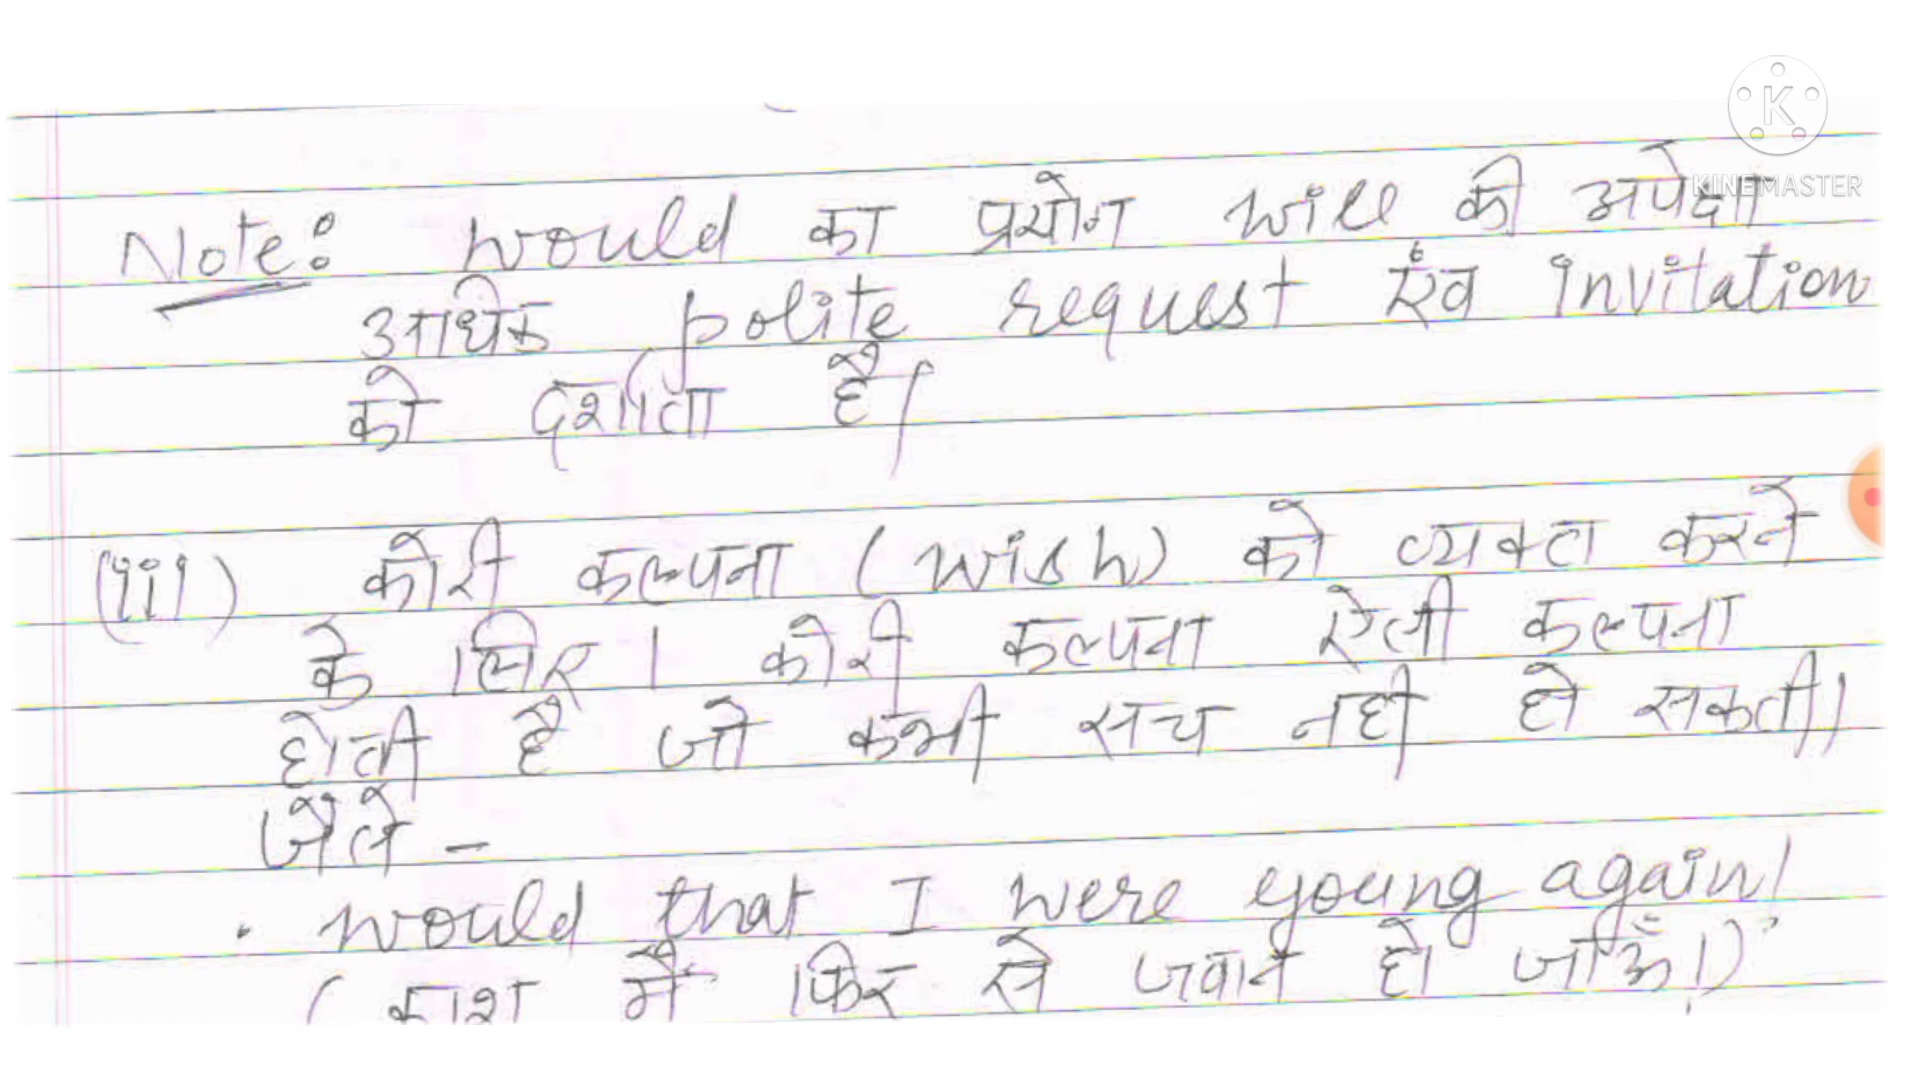 KINEMASTER
Note: would का प्रयोग will की अपेक्षा
अधिक polite request एंव invitation
को दर्शाता है।
(iii) कोरी कल्पना (wish) को व्यक्त करने
के लिए। कोरी कल्पना ऐसी कल्पना
होती है जो कभी सच नही हो सकती।
जैसे -
. would that I were young again!
( काश मैं फिर से जवान हो जाऊँ।)